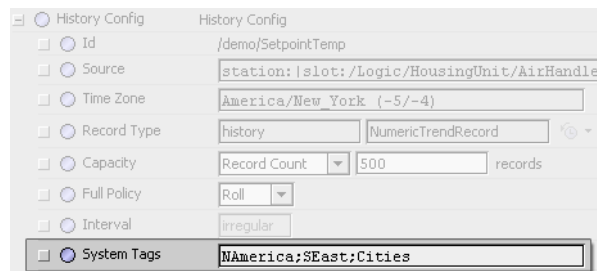 History Config History Config
Id /demo/SetpointTemp
Source station:|slot:/Logic/HousingUnit/AirHandle
Time Zone America/New_York (-5/-4)
Record Type history NumericTrendRecord
Capacity Record Count 500 records
Full Policy Roll
Interval irregular
System Tags NAmerica;SEast;Cities